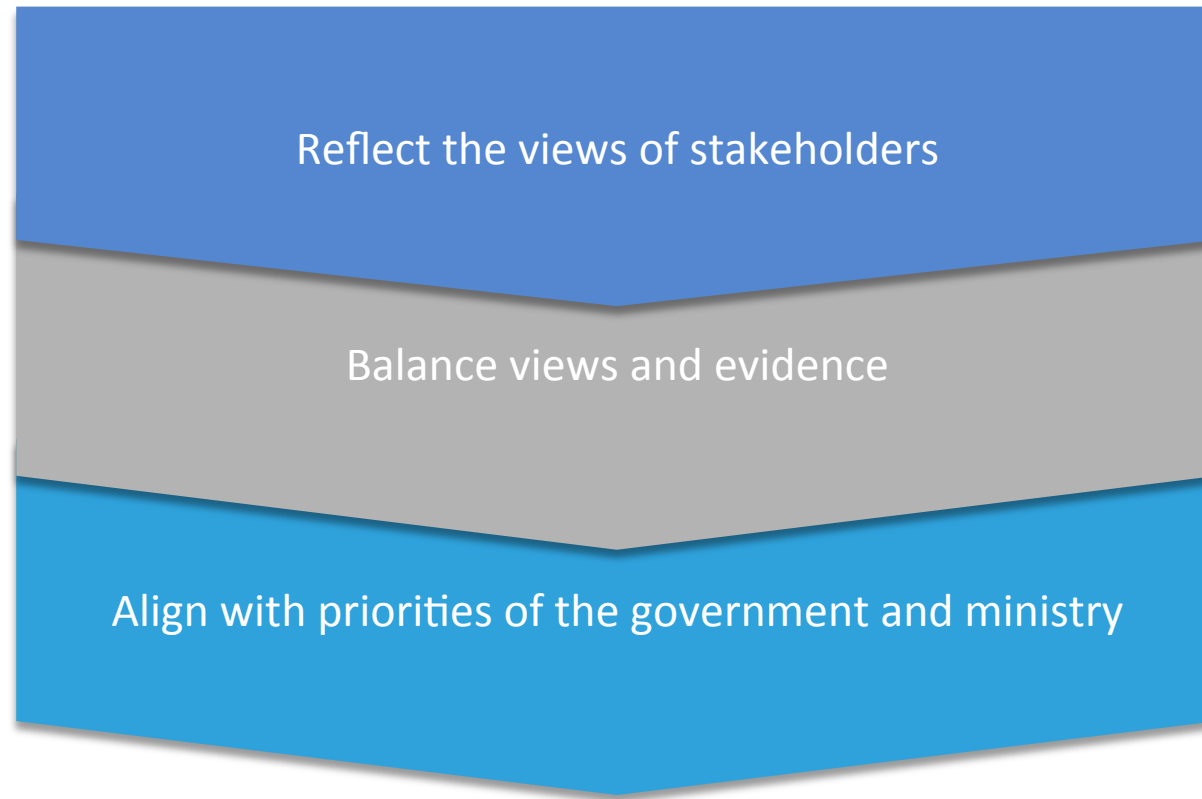 Reflect the views of stakeholders
Balance views and evidence
Align with priorities of the government and ministry